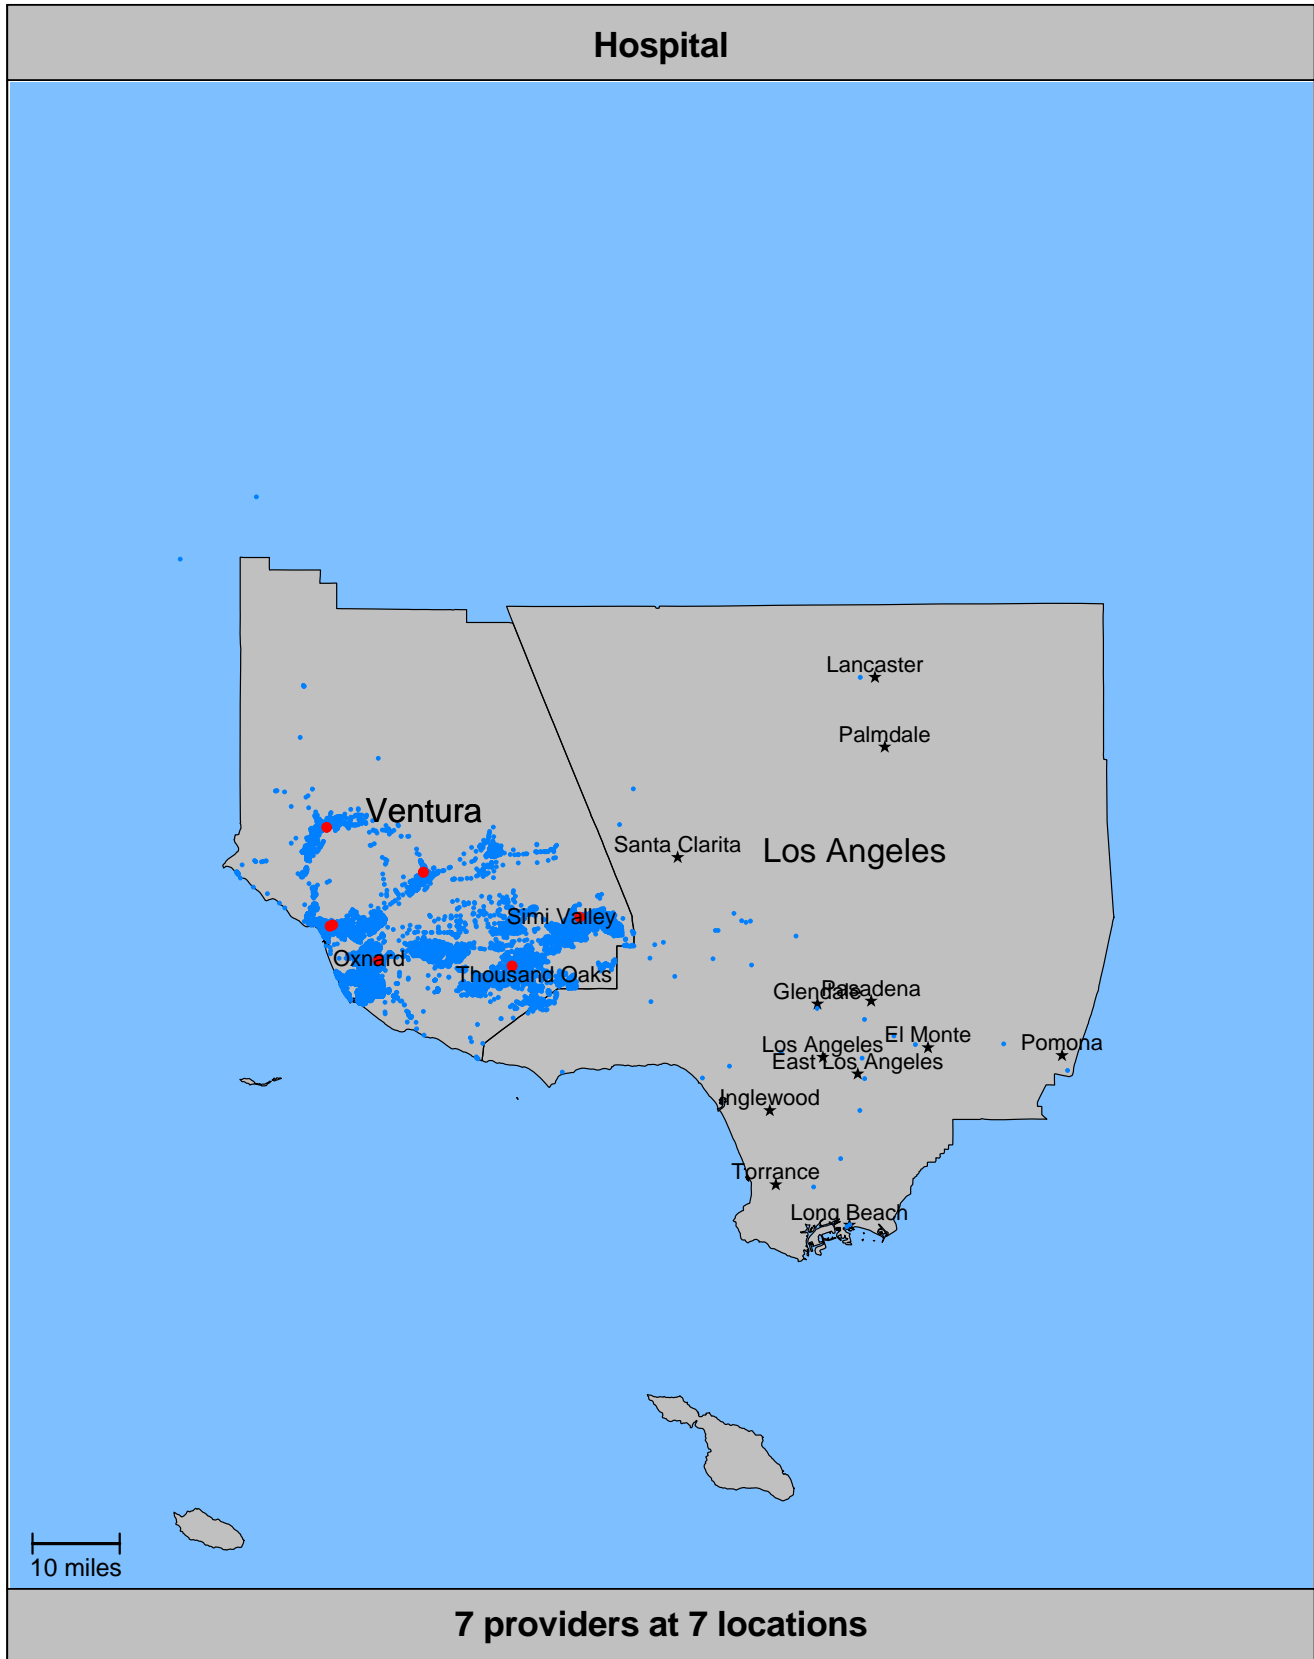 Hospital
Lancaster
Palmdale
Ventura
Santa Clarita
Los Angeles
Simi Valley
Oxnard
Thousand Oaks
Glendale
Pasadena
El Monte
Los Angeles
Pomona
East Los Angeles
Inglewood
Torrance
Long Beach
10 miles
7 providers at 7 locations